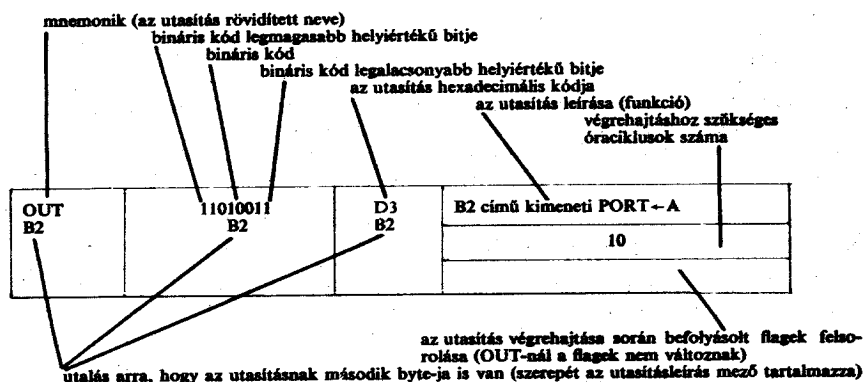 mnemonik (az utasítás rövidített neve)
bináris kód legmagasabb helyiértékű bitje
bináris kód
bináris kód legalacsonyabb helyiértékű bitje
az utasítás hexadecimális kódja
az utasítás leírása (funkció)
végrehajtáshoz szükséges
óraciklusok száma
OUT 11010011 D3 B2 című kimeneti PORT←A
B2 B2 B2
10
az utasítás végrehajtása során befolyásolt flagek felso-
rolása (OUT-nál a flagek nem változnak)
utalás arra, hogy az utasításnak második byte-ja is van (szerepét az utasításleírás mező tartalmazza)